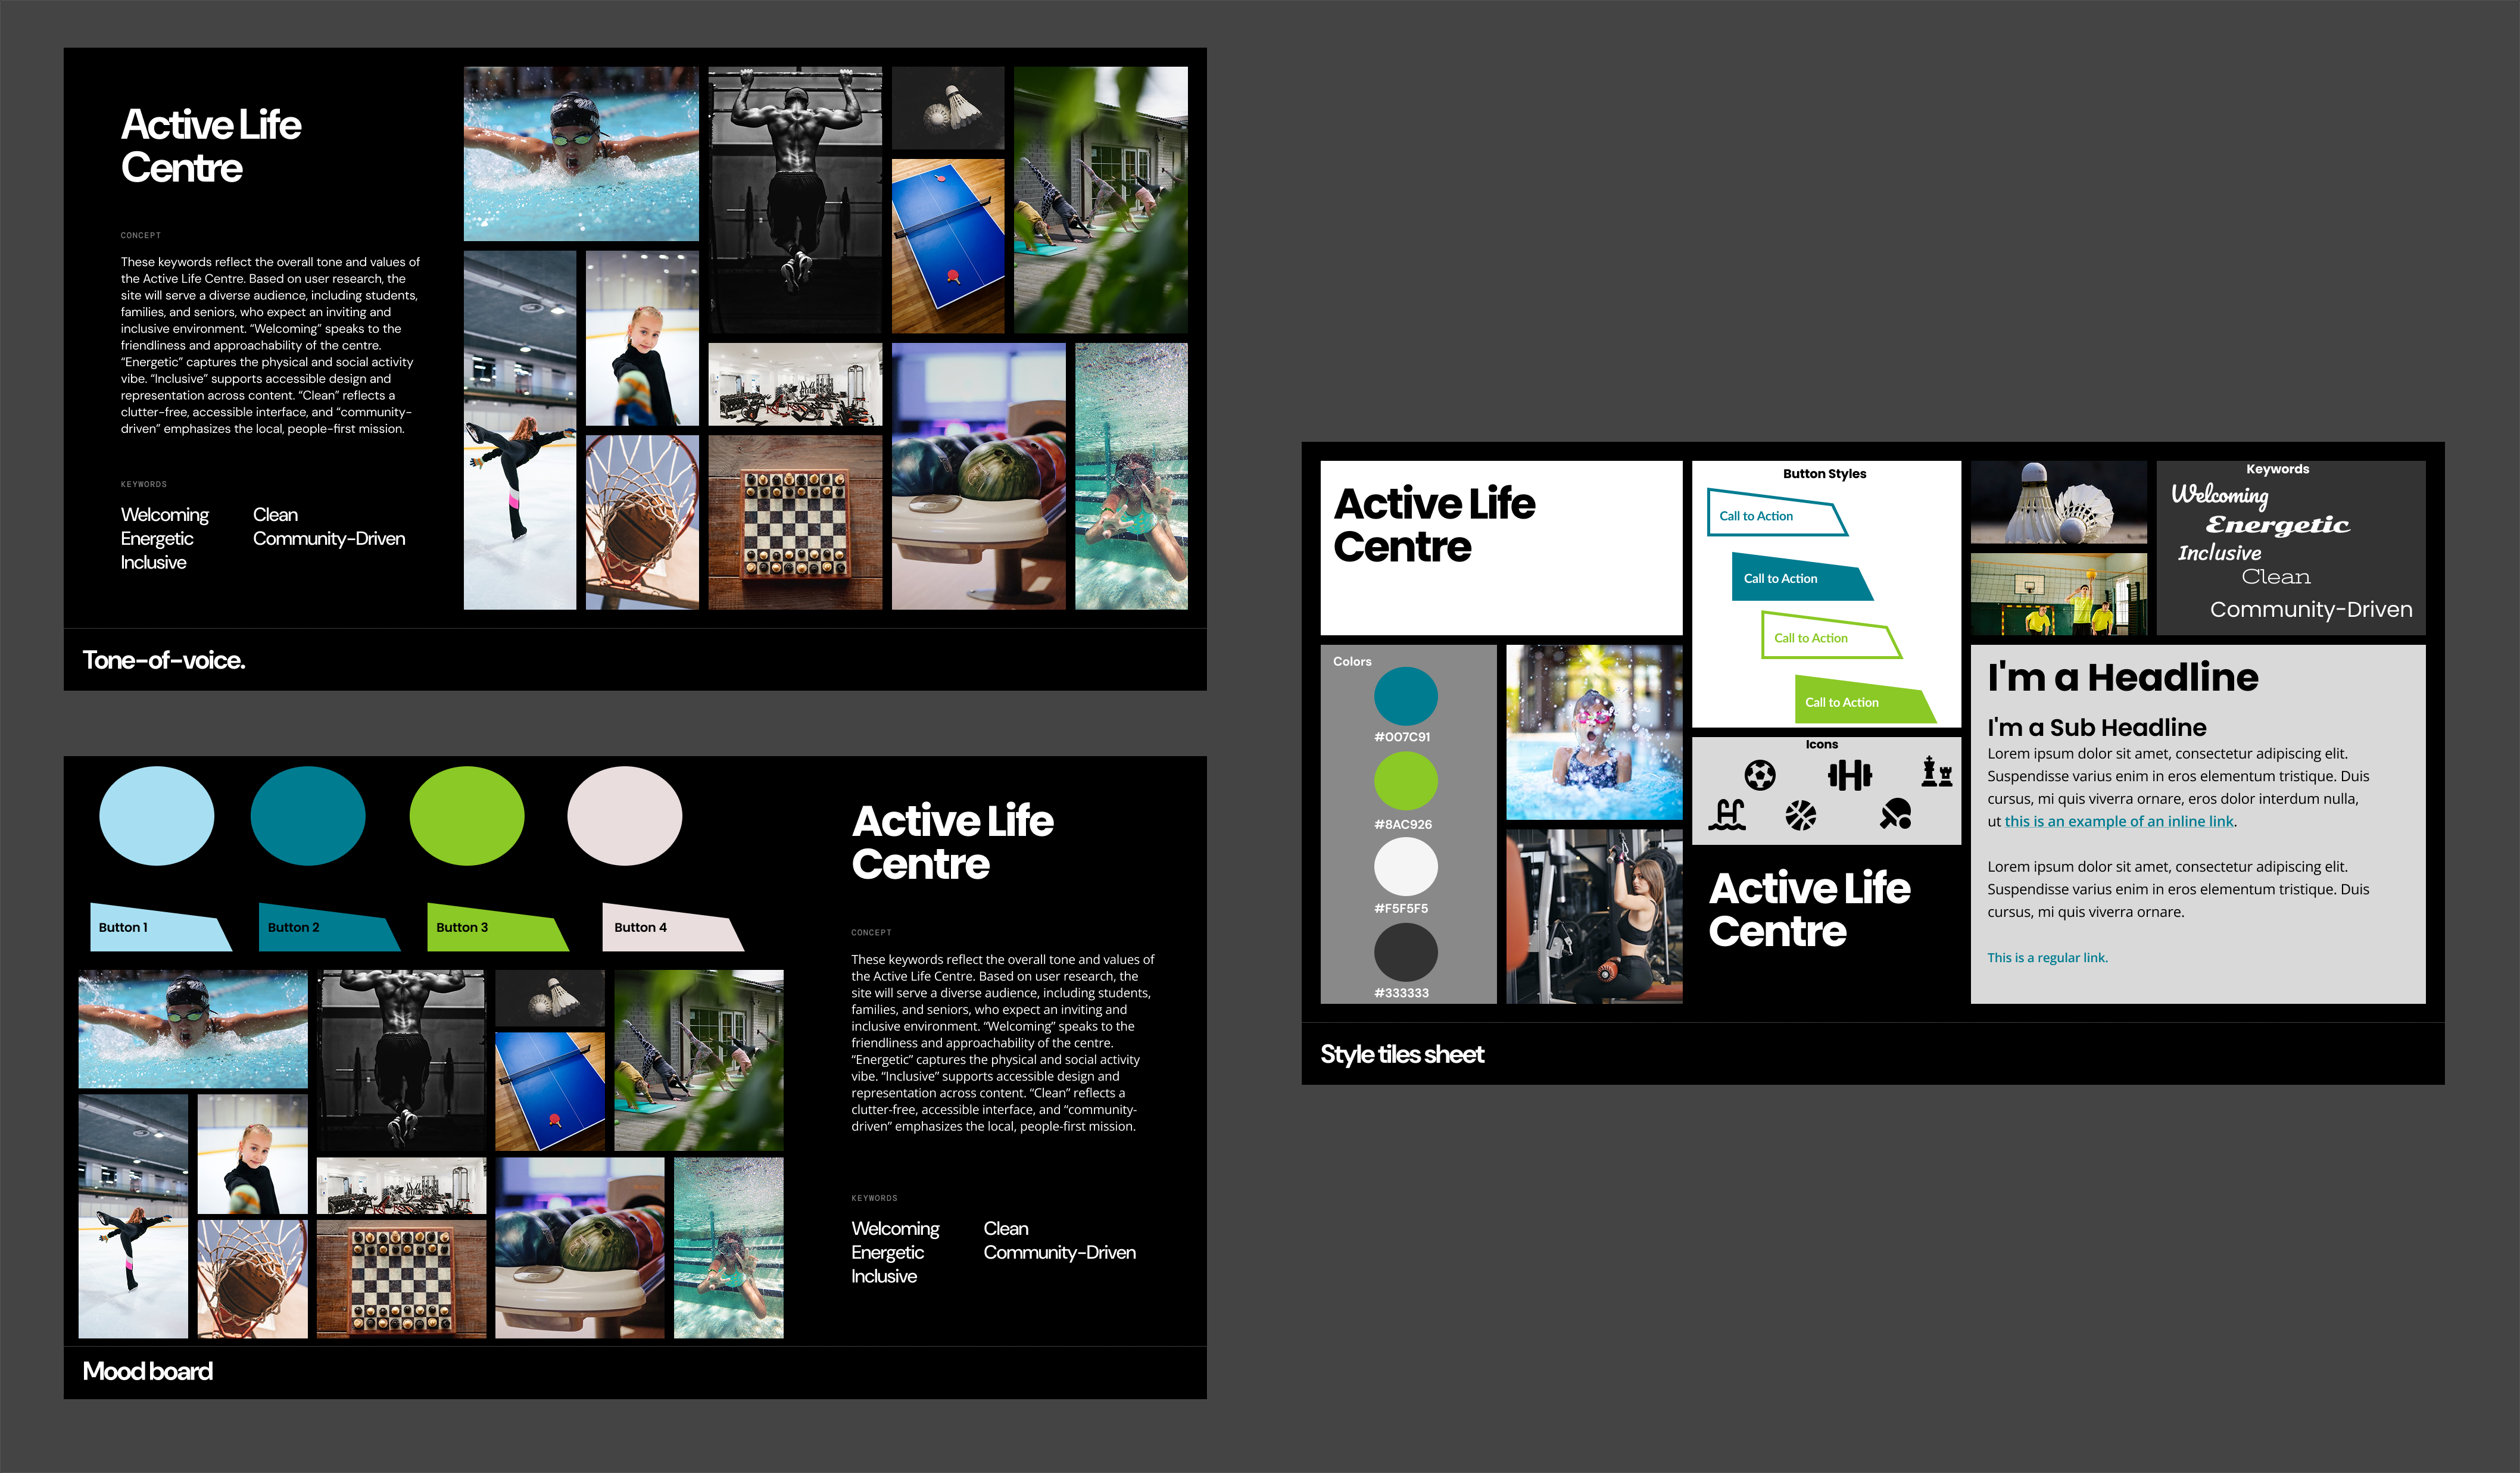 Active Life
Centre
CONCEPT
These keywords reflect the overall tone and values of
the Active Life Centre. Based on user research, the
site will serve a diverse audience, including students,
families, and seniors, who expect an inviting and
inclusive environment. “Welcoming” speaks to the
friendliness and approachability of the centre.
“Energetic” captures the physical and social activity
vibe. “Inclusive” supports accessible design and
representation across content. “Clean” reflects a
clutter-free, accessible interface, and “community-
driven” emphasizes the local, people-first mission.
KEYWORDS
Welcoming
Energetic
Inclusive
Clean
Community-Driven
Tone-of-voice.
Button 1
Button 2
Button 3
Button 4
Active Life
Centre
CONCEPT
These keywords reflect the overall tone and values of
the Active Life Centre. Based on user research, the
site will serve a diverse audience, including students,
families, and seniors, who expect an inviting and
inclusive environment. “Welcoming” speaks to the
friendliness and approachability of the centre.
“Energetic” captures the physical and social activity
vibe. “Inclusive” supports accessible design and
representation across content. “Clean” reflects a
clutter-free, accessible interface, and “community-
driven” emphasizes the local, people-first mission.
KEYWORDS
Welcoming
Energetic
Inclusive
Clean
Community-Driven
Mood board
Active Life
Centre
Colors
#007C91
#8AC926
#F5F5F5
#333333
Button Styles
Call to Action
Call to Action
Call to Action
Call to Action
Icons
Active Life
Centre
Keywords
Welcoming
Energetic
Inclusive
Clean
Community-Driven
I'm a Headline
I'm a Sub Headline
Lorem ipsum dolor sit amet, consectetur adipiscing elit.
Suspendisse varius enim in eros elementum tristique. Duis
cursus, mi quis viverra ornare, eros dolor interdum nulla,
ut this is an example of an inline link.
Lorem ipsum dolor sit amet, consectetur adipiscing elit.
Suspendisse varius enim in eros elementum tristique. Duis
cursus, mi quis viverra ornare.
This is a regular link.
Style tiles sheet